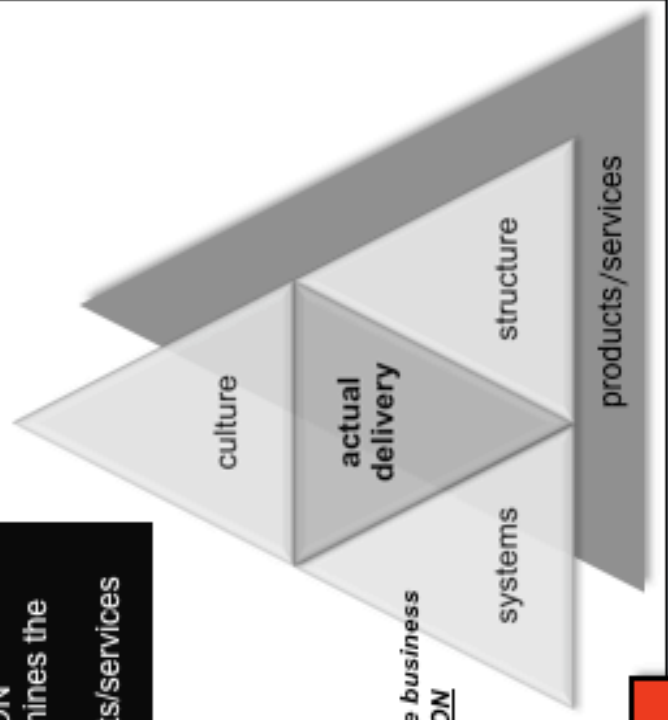 ON
nines the
ts/services
culture
actual
delivery
e business
ON
systems
structure
products/services